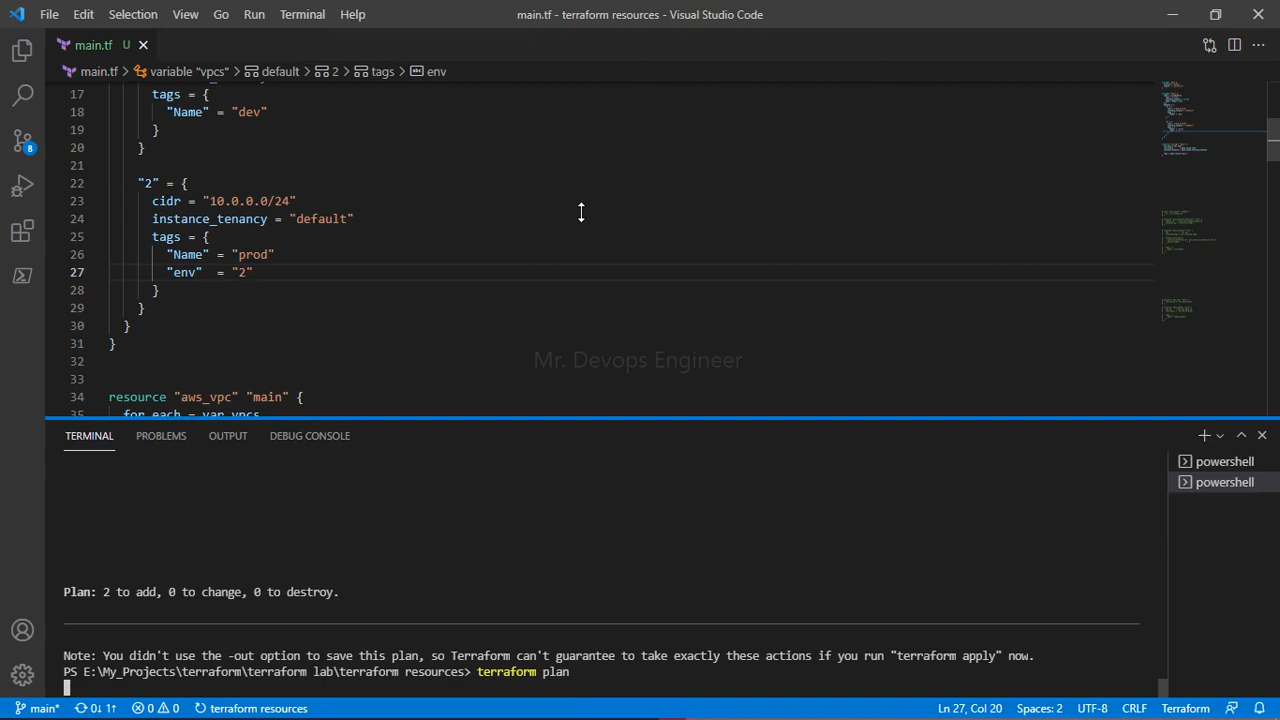 File Edit Selection View Go Run Terminal Help main.tf - terraform resources - Visual Studio Code
main.tf U
main.tf > variable "vpcs" > default > 2 > tags > env
17 tags = {
18 "Name" = "dev"
19 }
20 }
21
22 "2" = {
23 cidr = "10.0.0.0/24"
24 instance_tenancy = "default"
25 tags = {
26 "Name" = "prod"
27 "env" = "2"
28 }
29 }
30 }
31 }
32
33
34 resource "aws_vpc" "main" {
35 for_each = var.vpcs
Mr. Devops Engineer
8
TERMINAL PROBLEMS OUTPUT DEBUG CONSOLE
powershell
powershell
Plan: 2 to add, 0 to change, 0 to destroy.
Note: You didn't use the -out option to save this plan, so Terraform can't guarantee to take exactly these actions if you run "terraform apply" now.
PS E:\My_Projects\terraform\terraform lab\terraform resources> terraform plan
main* 0↓ 1↑ 0 0 terraform resources Ln 27, Col 20 Spaces: 2 UTF-8 CRLF Terraform